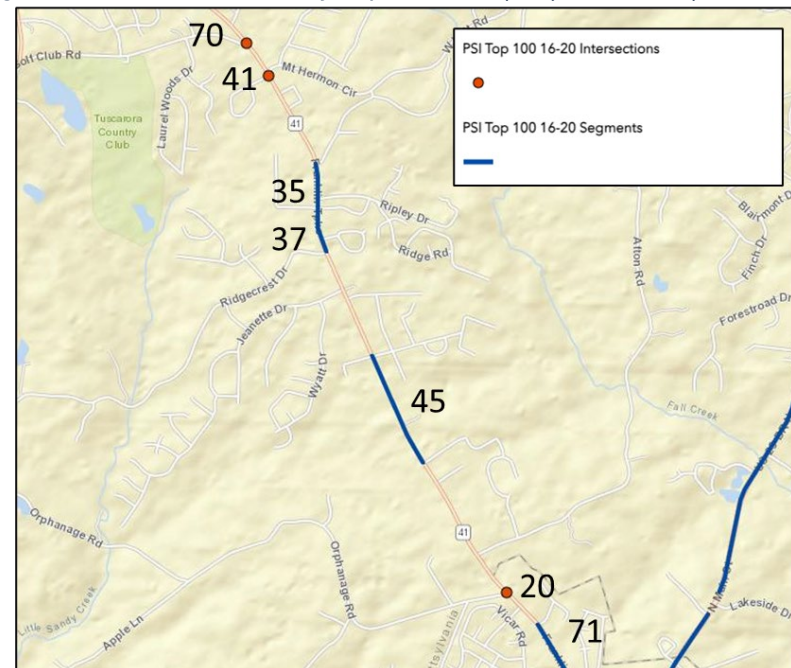 70
olf Club Rd
41
Mt Hermon Cir
Laurel Woods Dr
Tuscarora
Country
Club
41
PSI Top 100 16-20 Intersections
PSI Top 100 16-20 Segments
35
Ripley Dr
37
Ridge Rd
Ridgecrest Dr
Jeanette Dr
Wyatt Dr
Afton Rd
Blairmont Dr
Finch Dr
Forestroad Dr
45
Fall Creek
Orphanage Rd
41
Orphanage Rd
20
Little Sandy Creek
Apple Ln
Vicar Rd
71
N Main St
Lakeside Dr